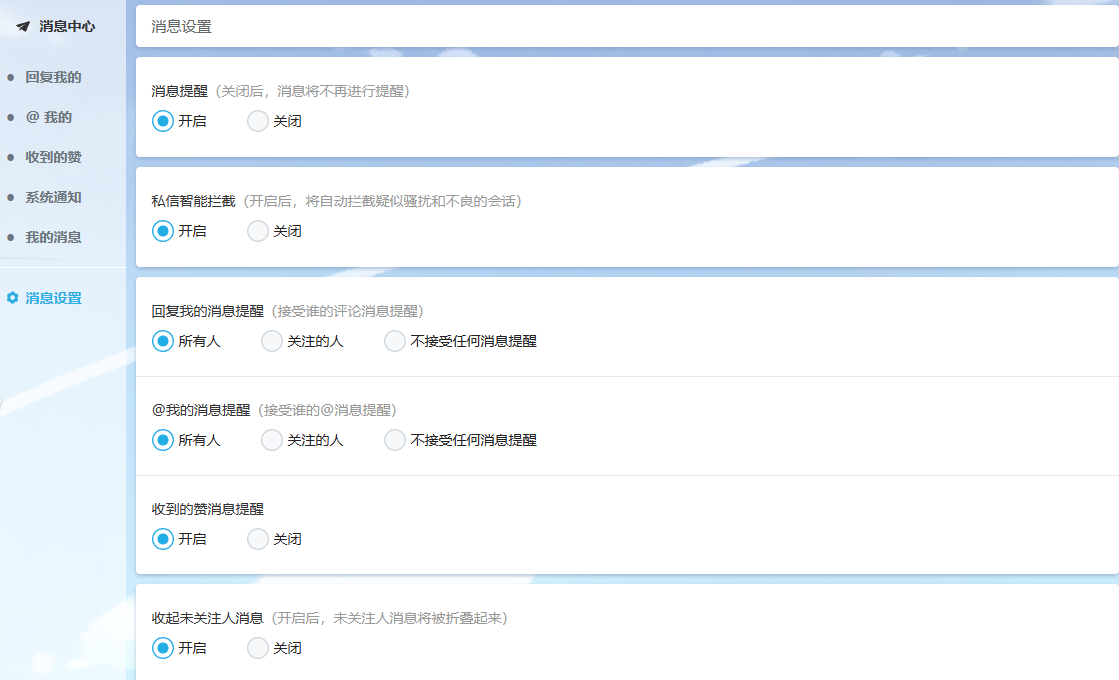 消息中心
回复我的
@ 我的
收到的赞
系统通知
我的消息
消息设置
消息设置
消息提醒（关闭后，消息将不再进行提醒）
开启 关闭
私信智能拦截（开启后，将自动拦截疑似骚扰和不良的会话）
开启 关闭
回复我的消息提醒（接受谁的评论消息提醒）
所有人 关注的人 不接受任何消息提醒
@我的消息提醒（接受谁的@消息提醒）
所有人 关注的人 不接受任何消息提醒
收到的赞消息提醒
开启 关闭
收起未关注人消息（开启后，未关注人消息将被折叠起来）
开启 关闭